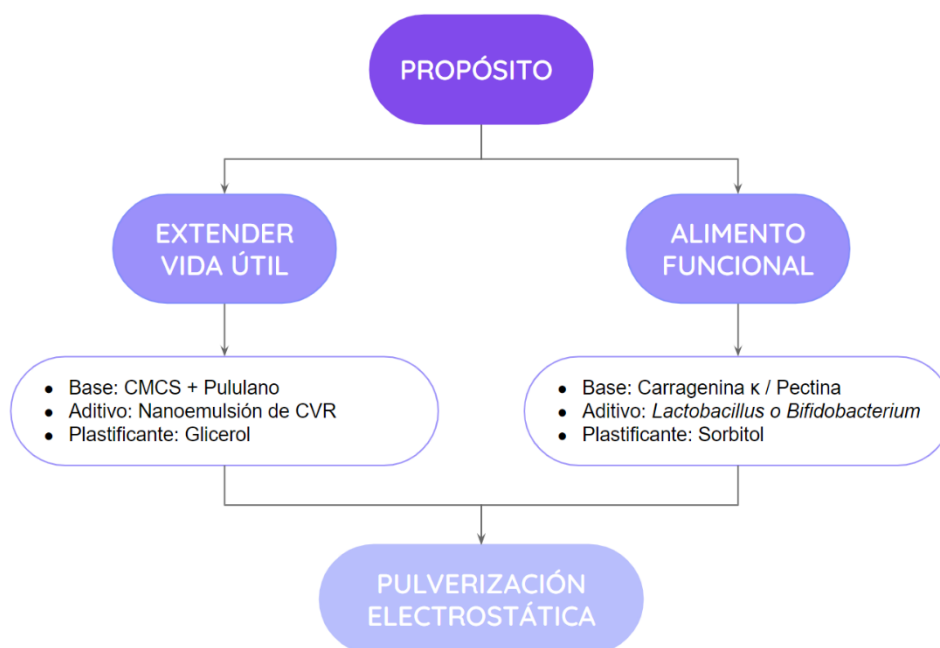 PROPÓSITO
EXTENDER
VIDA ÚTIL
ALIMENTO
FUNCIONAL
● Base: CMCS + Pululano
● Aditivo: Nanoemulsión de CVR
● Plastificante: Glicerol
● Base: Carragenina κ / Pectina
● Aditivo: Lactobacillus o Bifidobacterium
● Plastificante: Sorbitol
PULVERIZACIÓN
ELECTROSTÁTICA